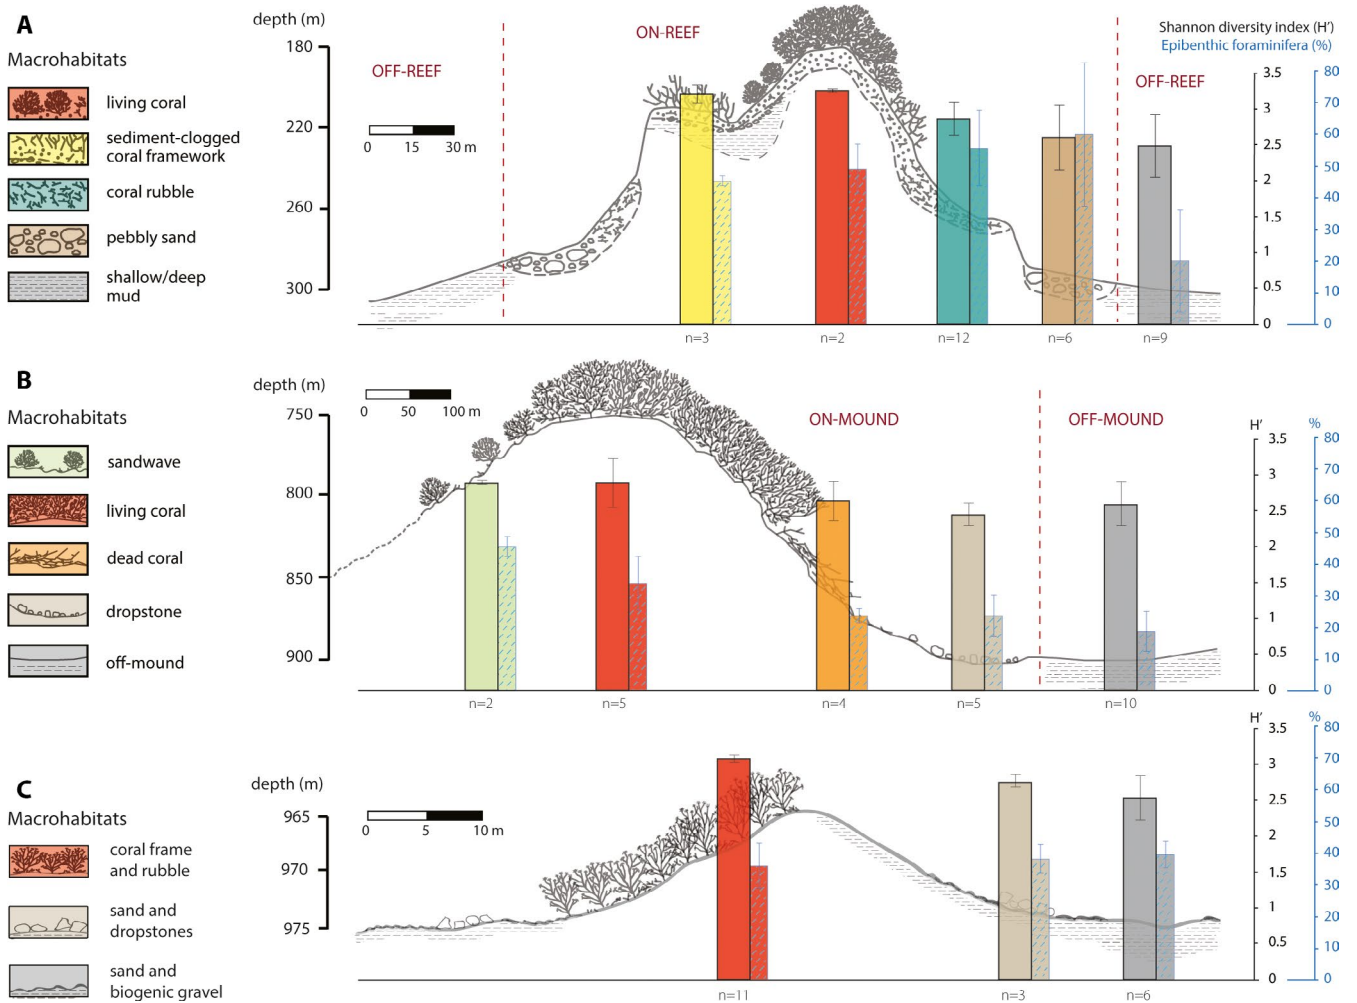 A
Macrohabitats
living coral
sediment-clogged
coral framework
coral rubble
pebbly sand
shallow/deep
mud
depth (m)
180
220
260
300
OFF-REEF
ON-REEF
OFF-REEF
0 15 30 m
Shannon diversity index (H')
Epibenthic foraminifera (%)
3.5
3
2.5
2
1.5
1
0.5
0
80
70
60
50
40
30
20
10
0
n=3
n=2
n=12
n=6
n=9
B
Macrohabitats
sandwave
living coral
dead coral
dropstone
off-mound
depth (m)
750
800
850
900
0 50 100 m
ON-MOUND
OFF-MOUND
H'
3.5
3
2.5
2
1.5
1
0.5
0
%
80
70
60
50
40
30
20
10
0
n=2
n=5
n=4
n=5
n=10
C
Macrohabitats
coral frame
and rubble
sand and
dropstones
sand and
biogenic gravel
depth (m)
965
970
975
0 5 10 m
H'
3.5
3
2.5
2
1.5
1
0.5
0
%
80
70
60
50
40
30
20
10
0
n=11
n=3
n=6